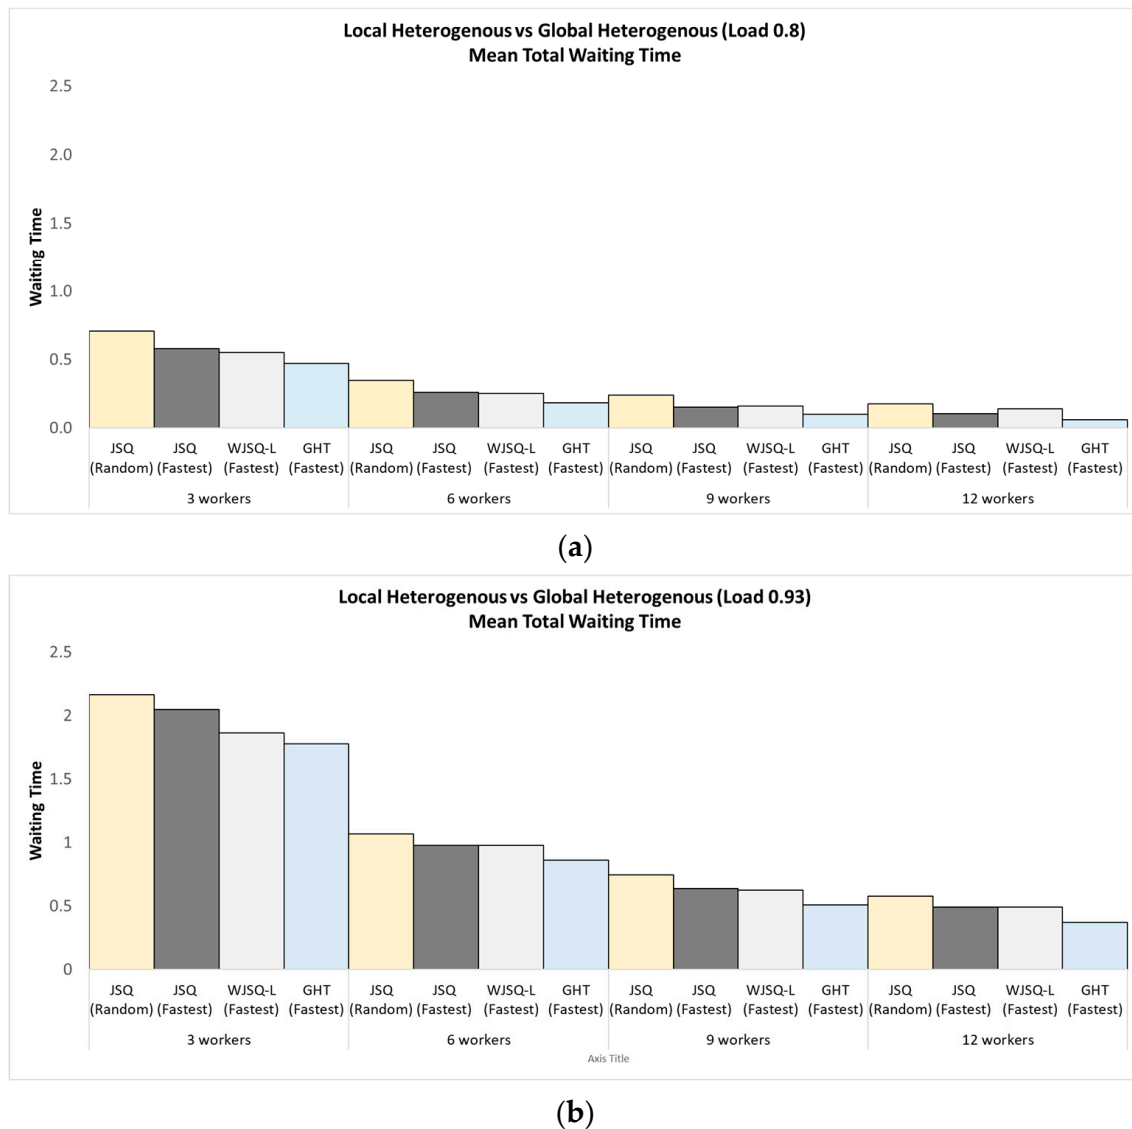 Local Heterogenous vs Global Heterogenous (Load 0.8)
Mean Total Waiting Time
2.5
2.0
1.5
1.0
0.5
0.0
Waiting Time
JSQ JSQ WJSQ-L GHT JSQ JSQ WJSQ-L GHT JSQ JSQ WJSQ-L GHT JSQ JSQ WJSQ-L GHT
(Random) (Fastest) (Fastest) (Fastest) (Random) (Fastest) (Fastest) (Fastest) (Random) (Fastest) (Fastest) (Fastest) (Random) (Fastest) (Fastest) (Fastest)
3 workers 6 workers 9 workers 12 workers
(a)
Local Heterogenous vs Global Heterogenous (Load 0.93)
Mean Total Waiting Time
2.5
2
1.5
1
0.5
0
Waiting Time
JSQ JSQ WJSQ-L GHT JSQ JSQ WJSQ-L GHT JSQ JSQ WJSQ-L GHT JSQ JSQ WJSQ-L GHT
(Random) (Fastest) (Fastest) (Fastest) (Random) (Fastest) (Fastest) (Fastest) (Random) (Fastest) (Fastest) (Fastest) (Random) (Fastest) (Fastest) (Fastest)
3 workers 6 workers 9 workers 12 workers
Axis Title
(b)